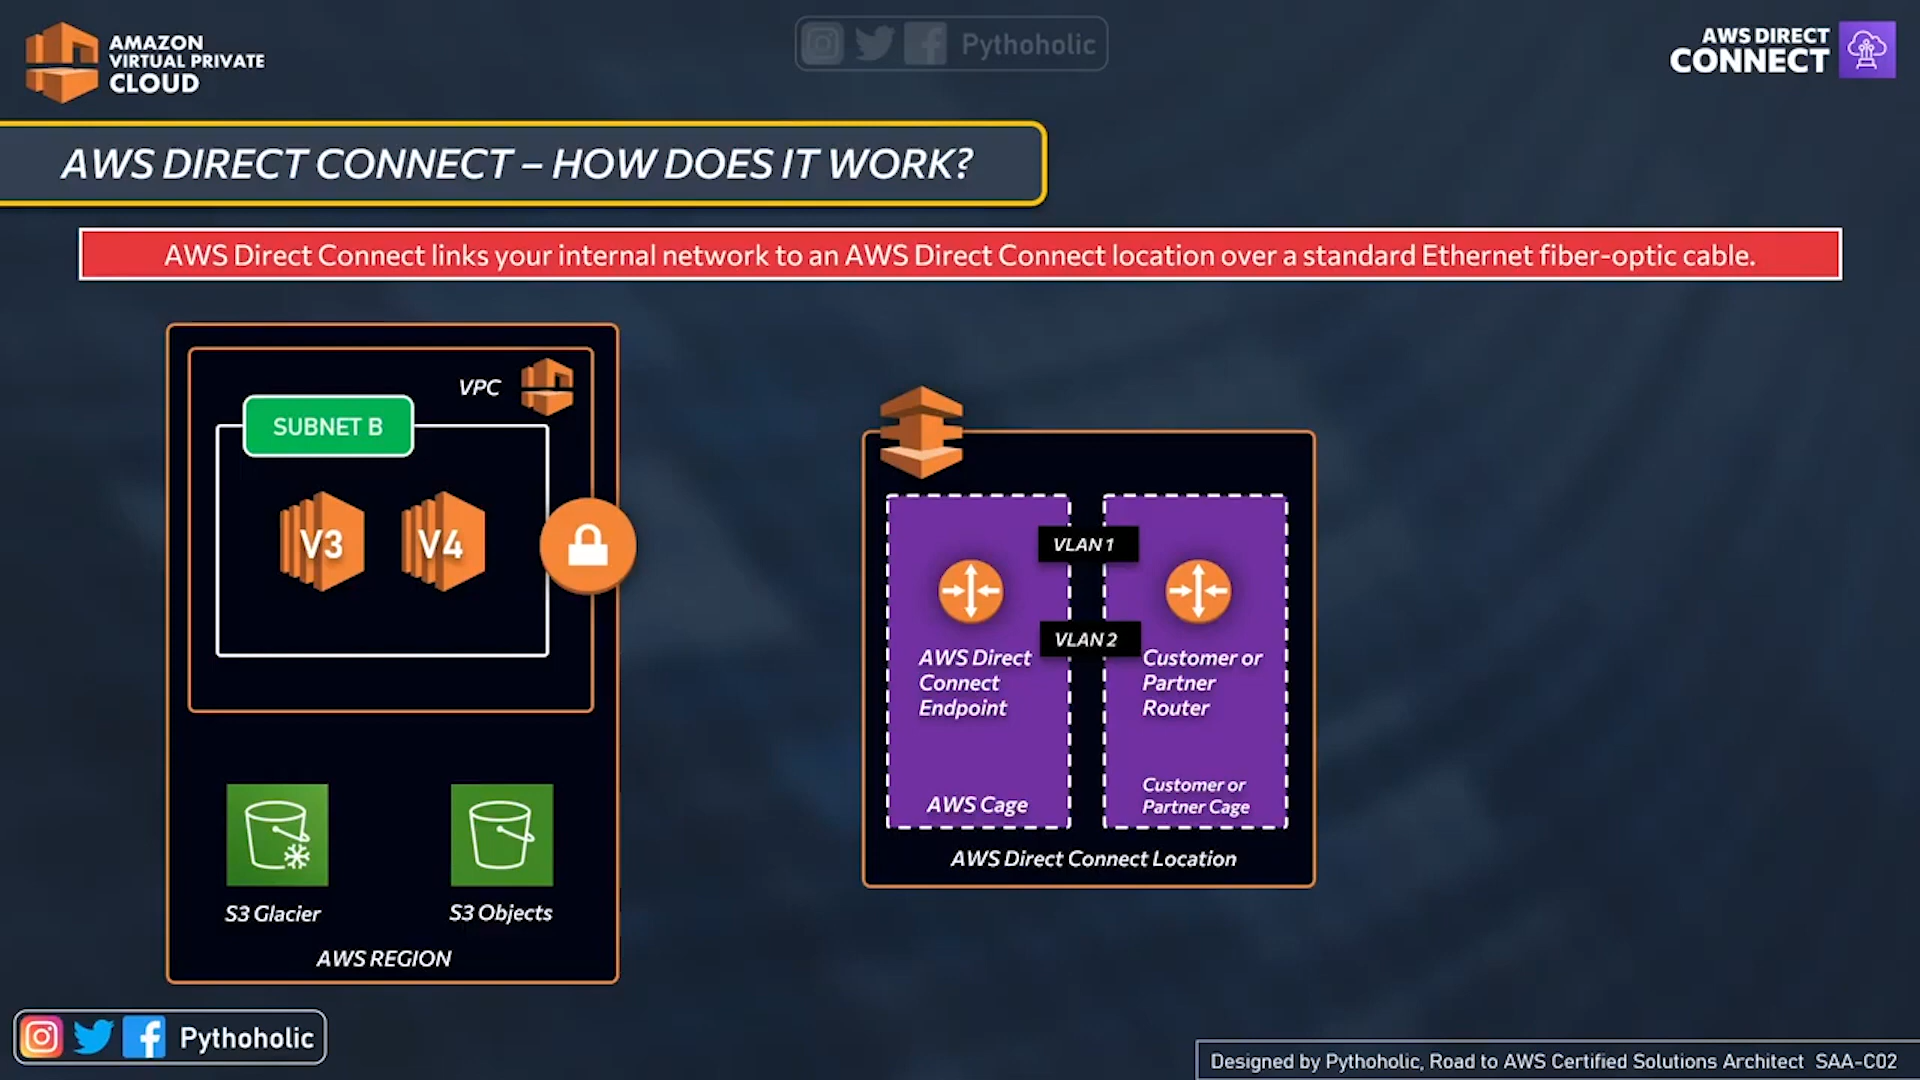 AMAZON
VIRTUAL PRIVATE
CLOUD
Pythoholic
AWS DIRECT
CONNECT
AWS DIRECT CONNECT – HOW DOES IT WORK?
AWS Direct Connect links your internal network to an AWS Direct Connect location over a standard Ethernet fiber-optic cable.
VPC
SUBNET B
V3
V4
S3 Glacier
S3 Objects
AWS REGION
VLAN 1
VLAN 2
AWS Direct
Connect
Endpoint
AWS Cage
Customer or
Partner
Router
Customer or
Partner Cage
AWS Direct Connect Location
Pythoholic
Designed by Pythoholic, Road to AWS Certified Solutions Architect SAA-C02